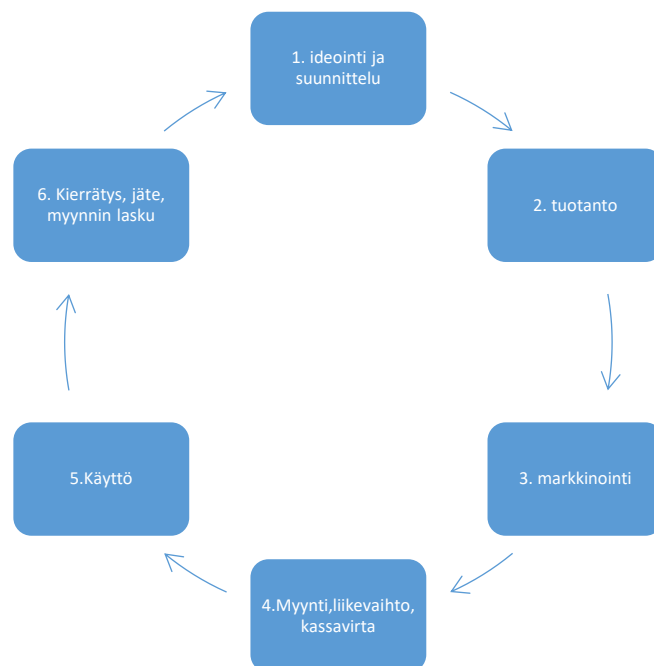 1. ideointi ja
suunnittelu
2. tuotanto
3. markkinointi
4.Myynti,liikevaihto,
kassavirta
5.Käyttö
6. Kierrätys, jäte,
myynnin lasku